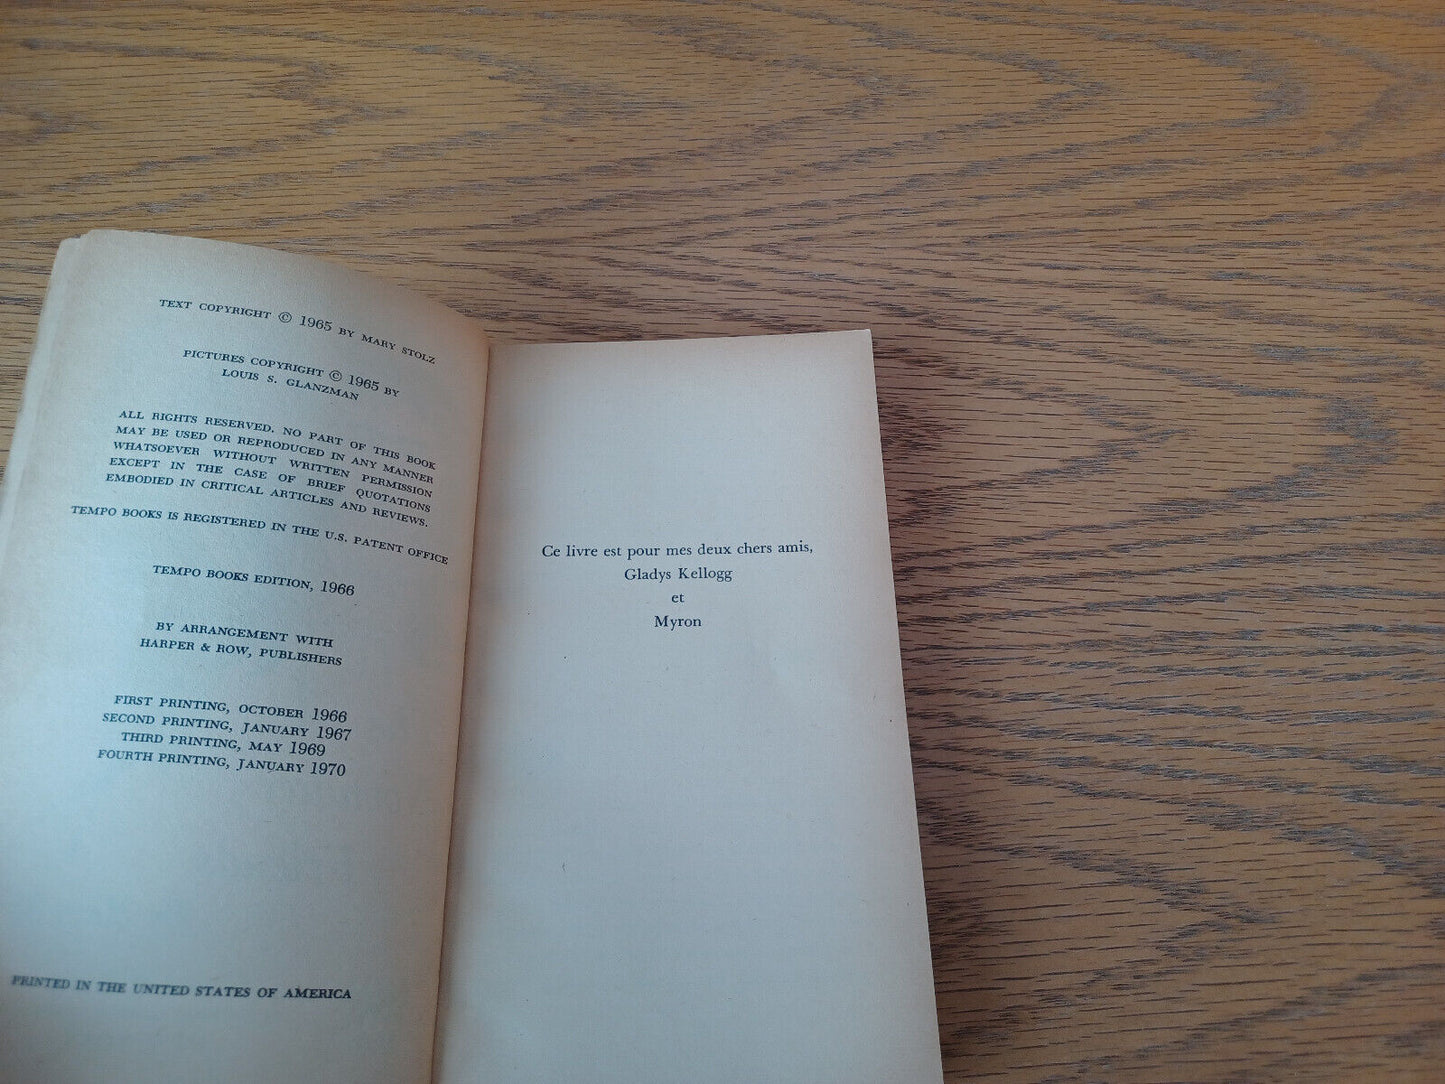 TEXT COPYRIGHT © 1965 BY MARY STOLZ
PICTURES COPYRIGHT © 1965 BY
LOUIS S. GLANZMAN
ALL RIGHTS RESERVED. NO PART OF THIS BOOK
MAY BE USED OR REPRODUCED IN ANY MANNER
WHATSOEVER WITHOUT WRITTEN PERMISSION
EXCEPT IN THE CASE OF BRIEF QUOTATIONS
EMBODIED IN CRITICAL ARTICLES AND REVIEWS.
TEMPO BOOKS IS REGISTERED IN THE U.S. PATENT OFFICE
TEMPO BOOKS EDITION, 1966
BY ARRANGEMENT WITH
HARPER & ROW, PUBLISHERS
FIRST PRINTING, OCTOBER 1966
SECOND PRINTING, JANUARY 1967
THIRD PRINTING, MAY 1969
FOURTH PRINTING, JANUARY 1970
PRINTED IN THE UNITED STATES OF AMERICA
Ce livre est pour mes deux chers amis,
Gladys Kellogg
et
Myron